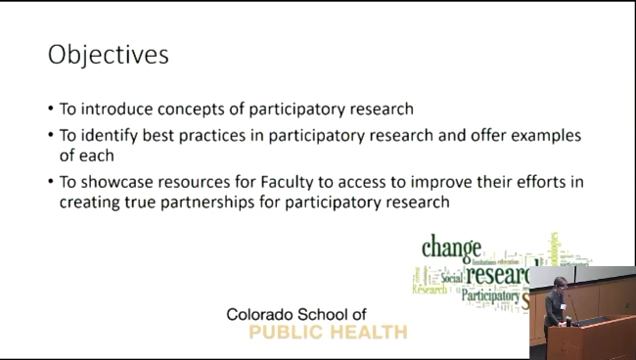 Objectives
• To introduce concepts of participatory research
• To identify best practices in participatory research and offer examples
of each
• To showcase resources for Faculty to access to improve their efforts in
creating true partnerships for participatory research
change
Social
Research
Participatory
Colorado School of
PUBLIC HEALTH